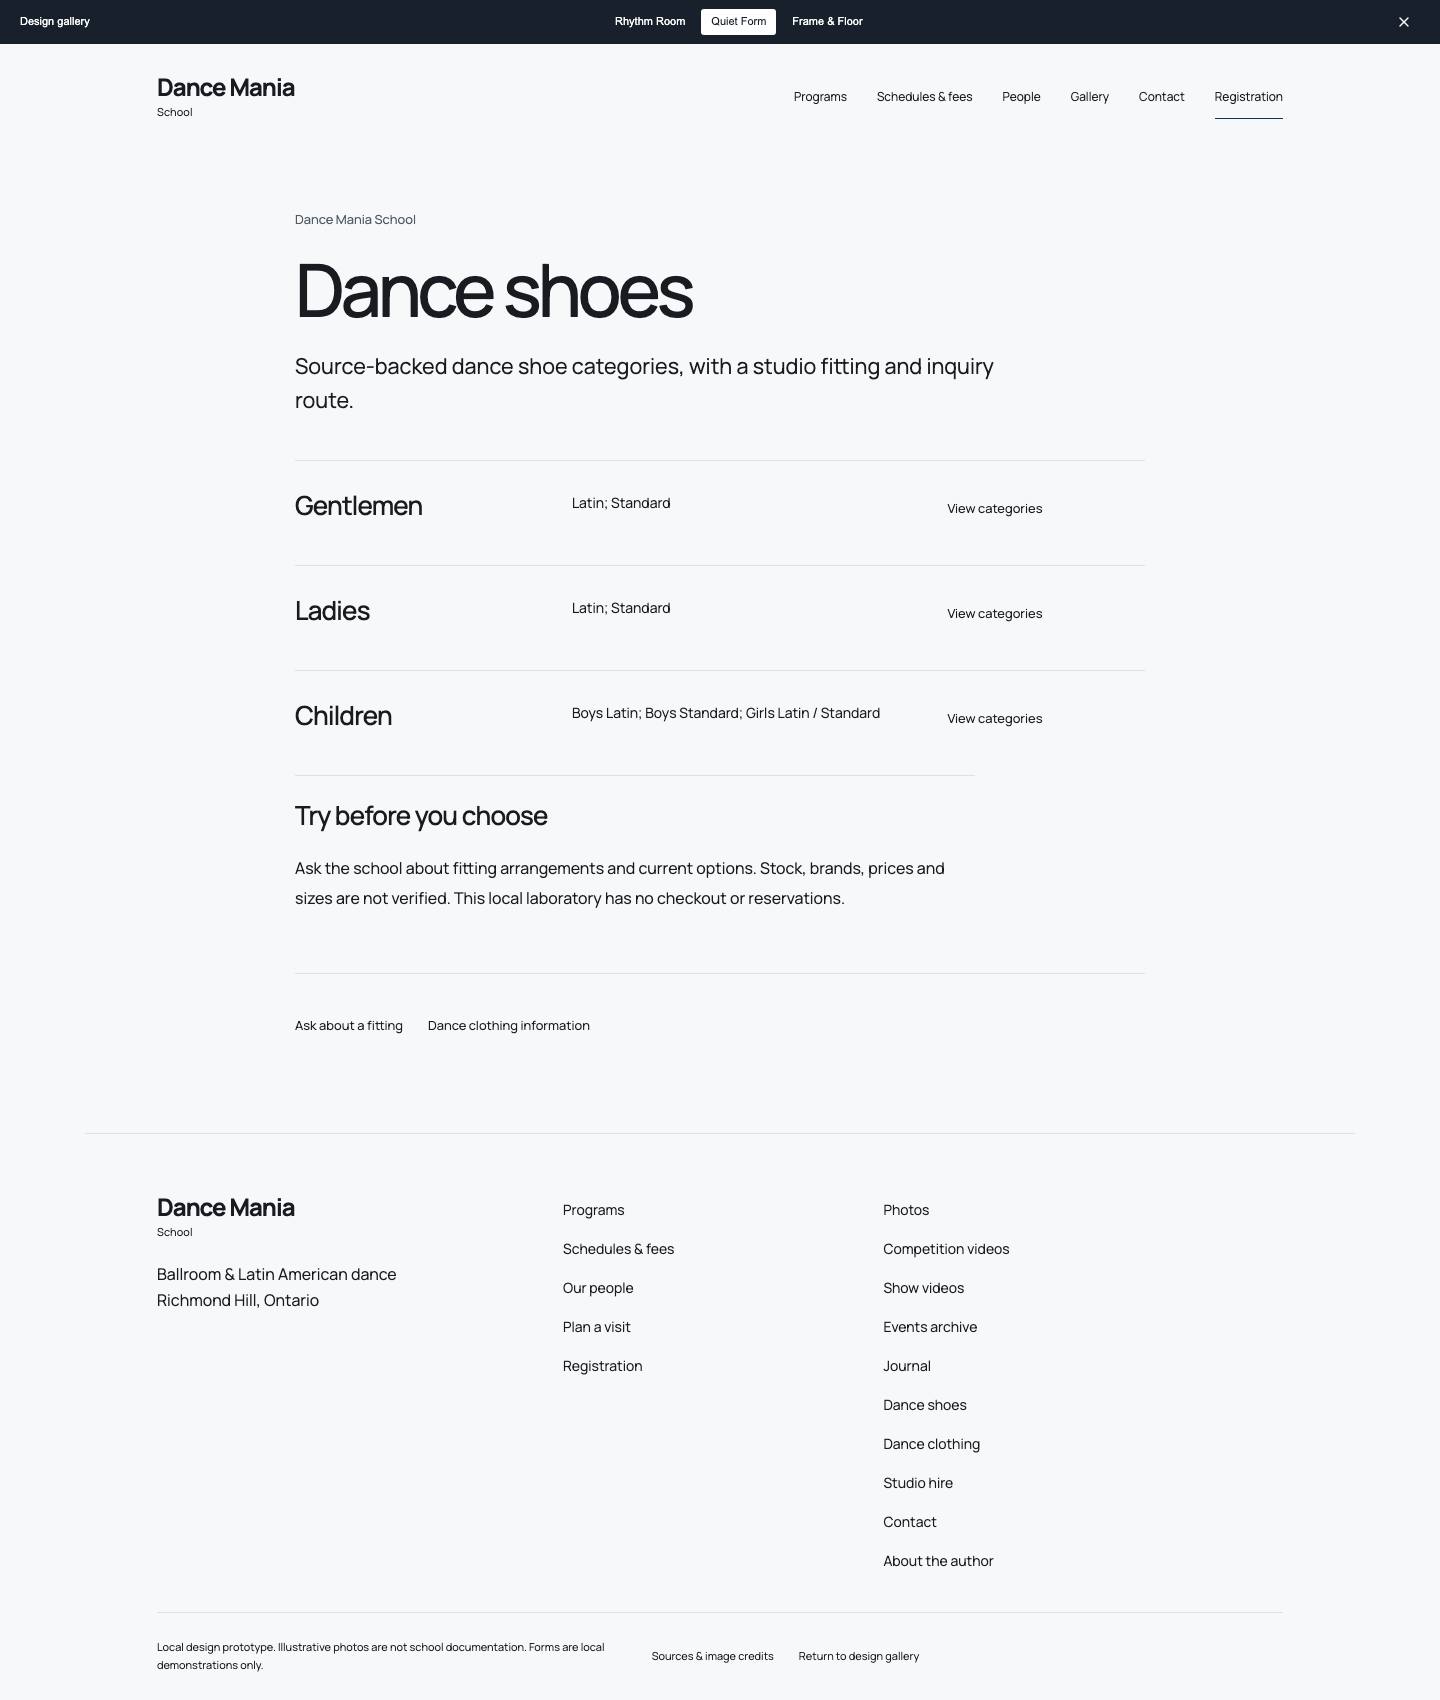 Design gallery
Rhythm Room
Quiet Form
Frame & Floor
×
Dance Mania
School
Programs
Schedules & fees
People
Gallery
Contact
Registration
Dance Mania School
Dance shoes
Source-backed dance shoe categories, with a studio fitting and inquiry
route.
Gentlemen
Latin; Standard
View categories
Ladies
Latin; Standard
View categories
Children
Boys Latin; Boys Standard; Girls Latin / Standard
View categories
Try before you choose
Ask the school about fitting arrangements and current options. Stock, brands, prices and
sizes are not verified. This local laboratory has no checkout or reservations.
Ask about a fitting
Dance clothing information
Dance Mania
School
Ballroom & Latin American dance
Richmond Hill, Ontario
Programs
Schedules & fees
Our people
Plan a visit
Registration
Photos
Competition videos
Show videos
Events archive
Journal
Dance shoes
Dance clothing
Studio hire
Contact
About the author
Local design prototype. Illustrative photos are not school documentation. Forms are local
demonstrations only.
Sources & image credits
Return to design gallery